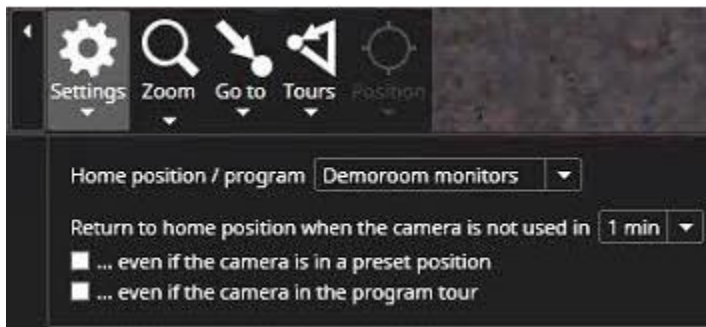 Settings Zoom Go to Tours Position
Home position / program Demoroom monitors
Return to home position when the camera is not used in 1 min
... even if the camera is in a preset position
... even if the camera in the program tour